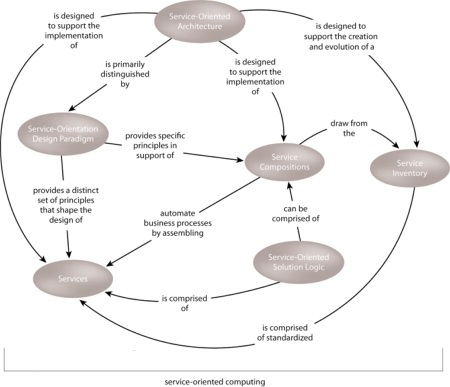 is designed
to support the
implementation
of
Service-Oriented
Architecture
is designed to
support the creation
and evolution of a
is primarily
distinguished
by
is designed to
support the
implementation
of
Service-Orientation
Design Paradigm
provides specific
principles in
support of
Service
Compositions
draw from
the
Service
Inventory
provides a distinct
set of principles
that shape the
design of
automate
business processes
by assembling
can be
comprised of
Service-Oriented
Solution Logic
Services
is comprised
of
is comprised
of standardized
service-oriented computing